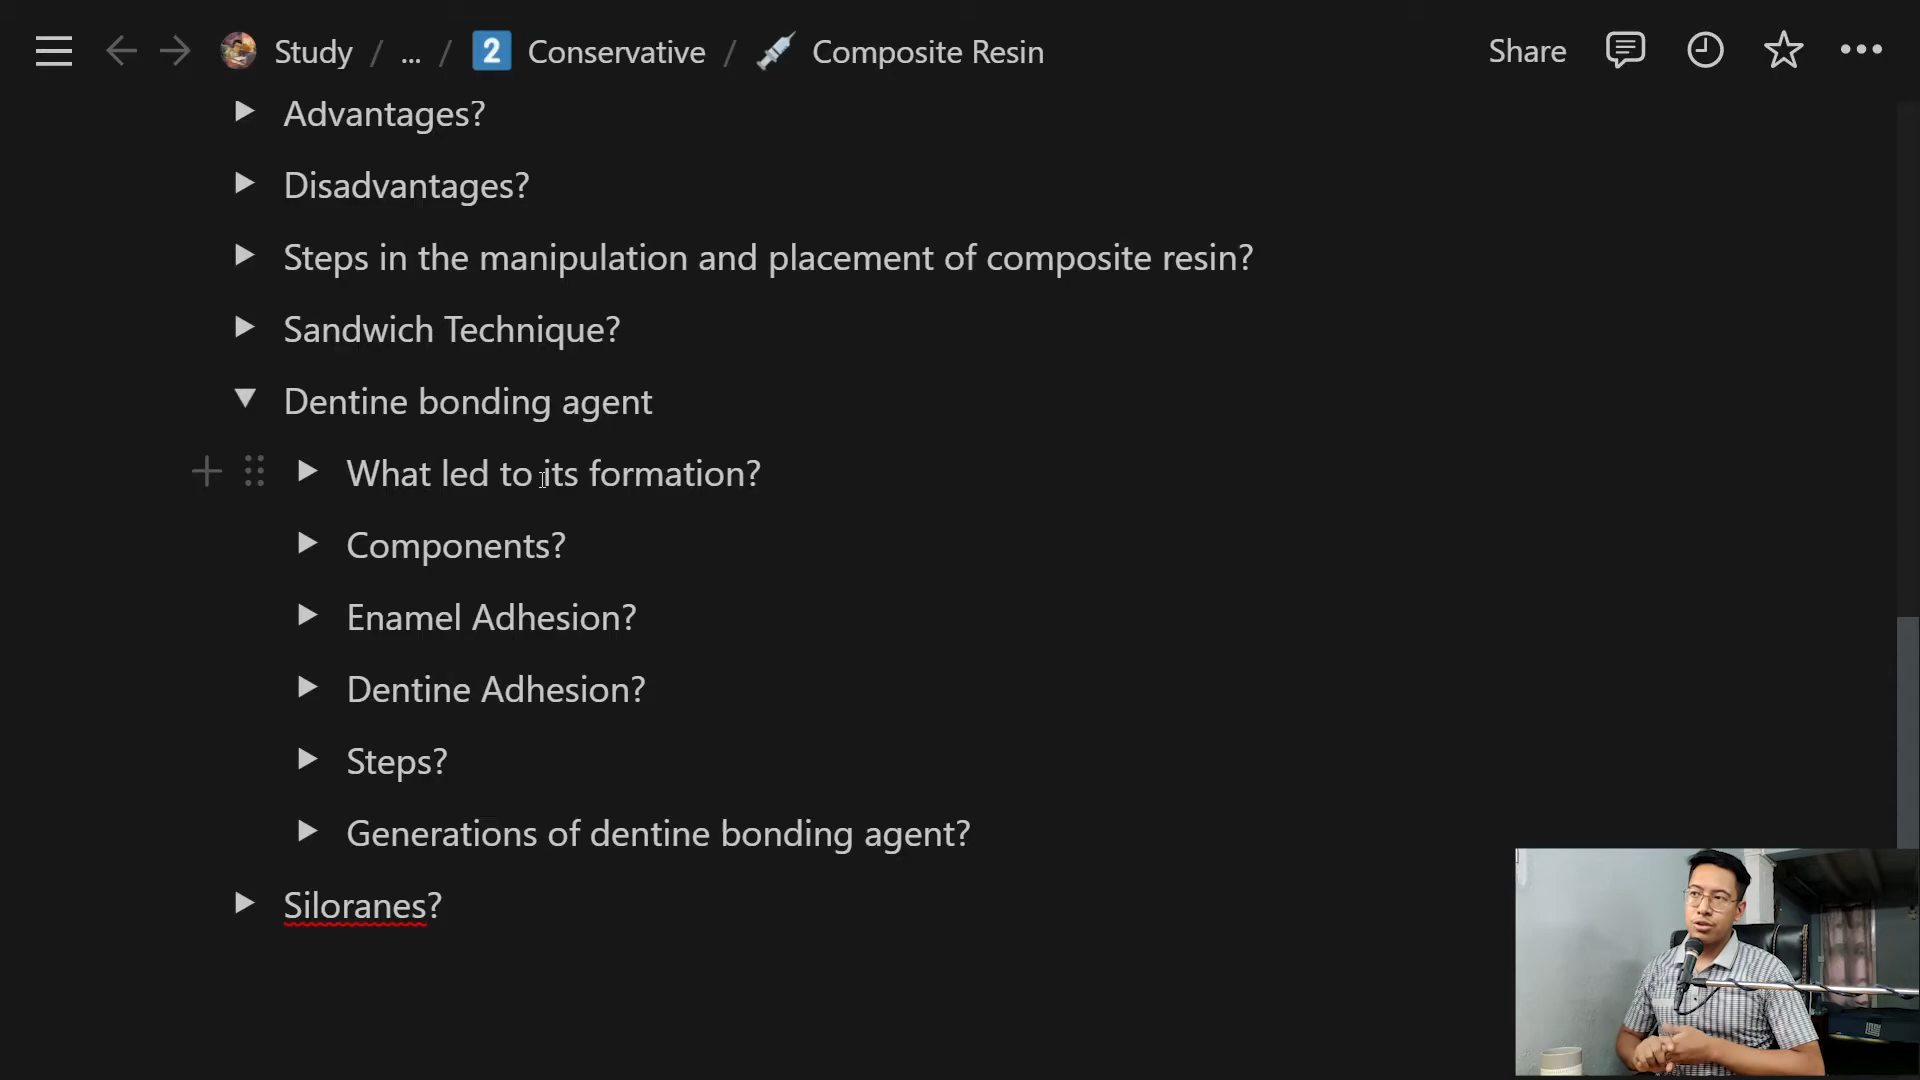 Study / ... / 2 Conservative / Composite Resin
Share
Advantages?
Disadvantages?
Steps in the manipulation and placement of composite resin?
Sandwich Technique?
Dentine bonding agent
What led to its formation?
Components?
Enamel Adhesion?
Dentine Adhesion?
Steps?
Generations of dentine bonding agent?
Siloranes?